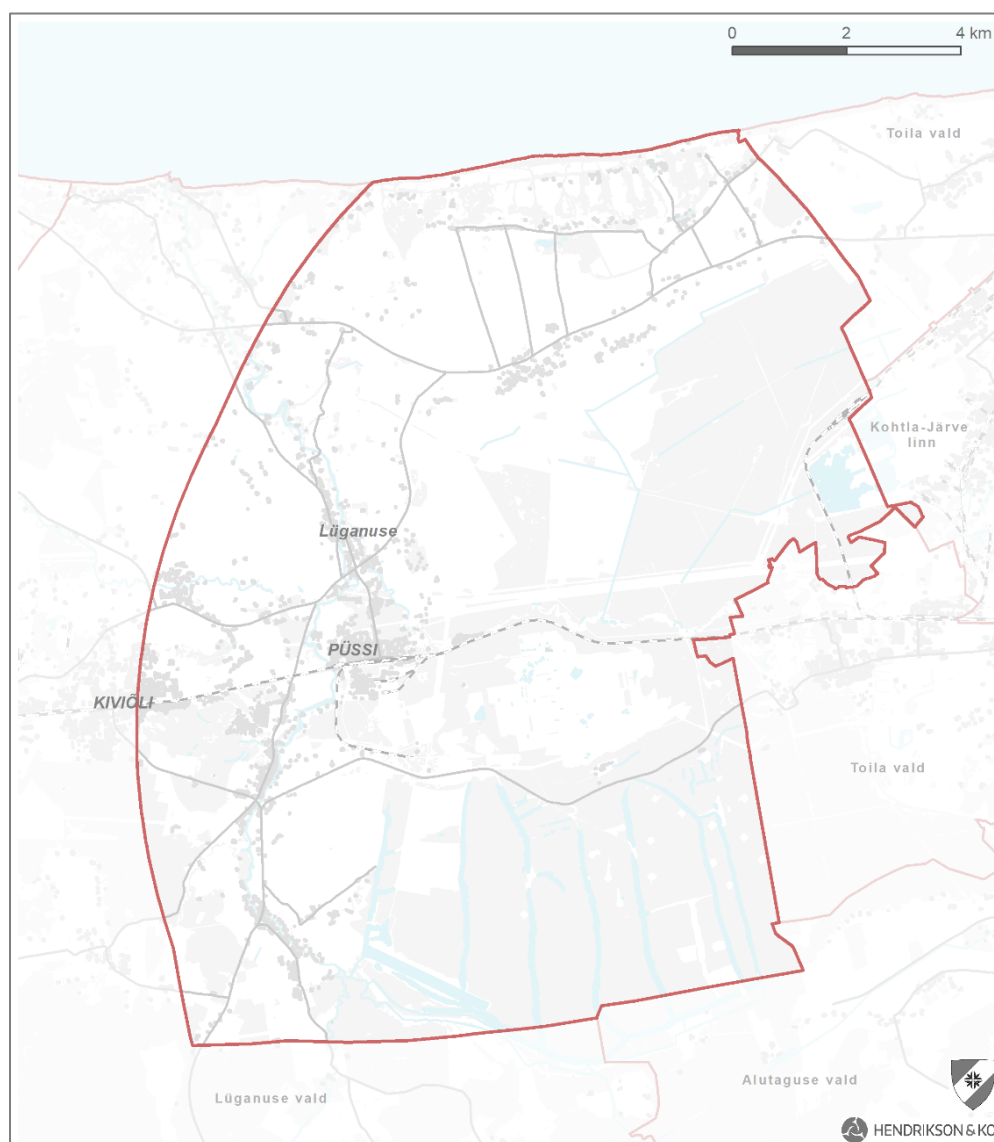 0 2 4 km
Toila vald
Kohtla-Järve
linn
Lüganuse
PÜSSI
KIVIÕLI
Toila vald
Alutaguse vald
Lüganuse vald
HENDRIKSON & KO